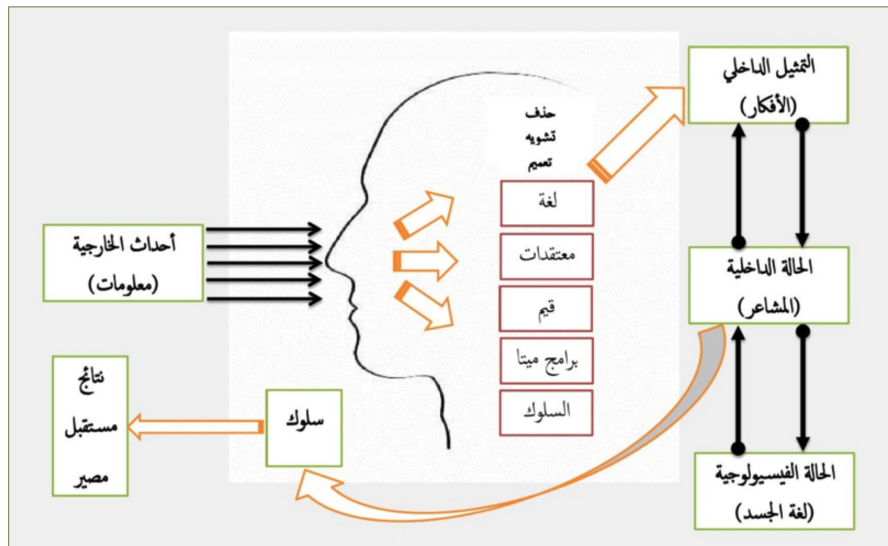 التمثيل الداخلي
(الأفكار)
حذف
تشويه
تعميم
لغة
معتقدات
قيم
برامج ميتا
السلوك
أحداث الخارجية
(معلومات)
الحالة الداخلية
(المشاعر)
الحالة الفيسيولوجية
(لغة الجسد)
سلوك
نتائج
مستقبل
مصير